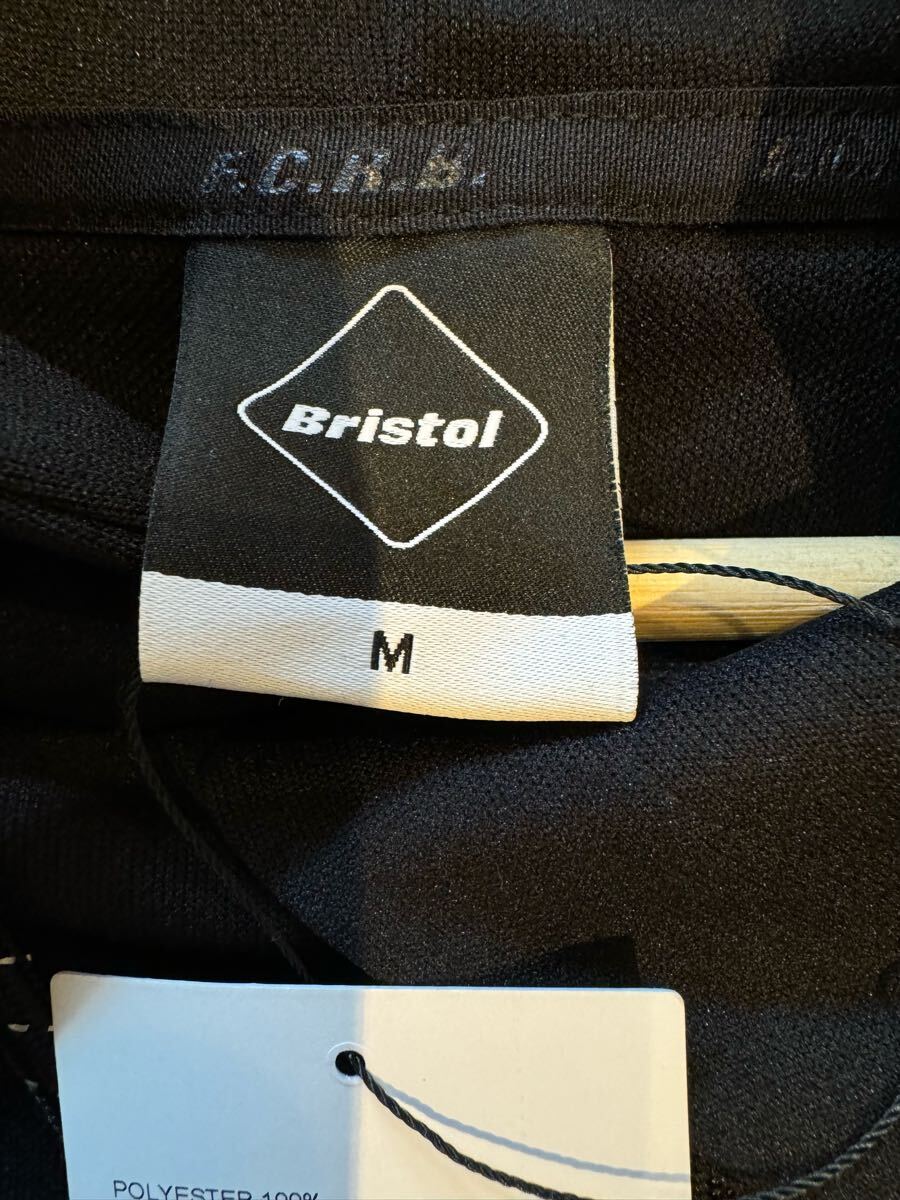 F.C.R.B.
Bristol
M
POLYESTER 100%